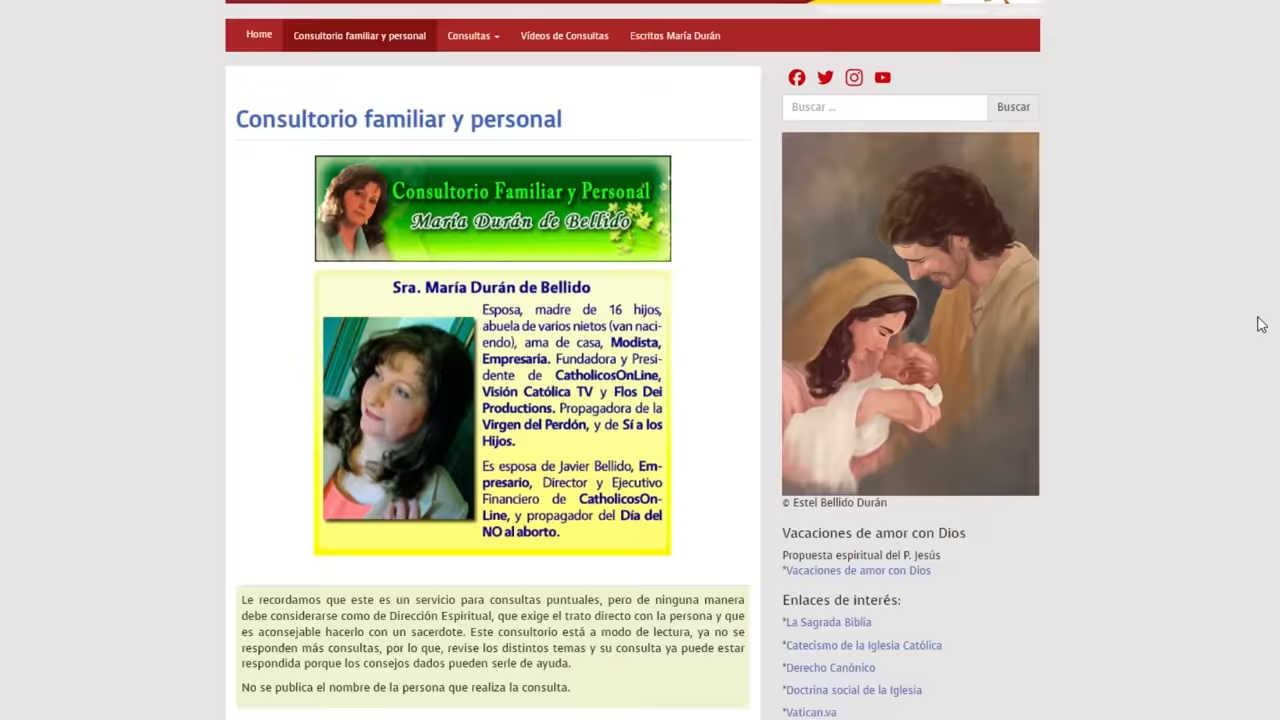 Home
Consultorio familiar y personal
Consultas
Vídeos de Consultas
Escritos María Durán
Buscar ...
Buscar
Consultorio familiar y personal
Consultorio Familiar y Personal
María Durán de Bellido
Sra. María Durán de Bellido
Esposa, madre de 16 hijos,
abuela de varios nietos (van naci-
endo), ama de casa, Modista,
Empresaria. Fundadora y Presi-
dente de CatholicosOnLine,
Visión Católica TV y Flos Dei
Productions. Propagadora de la
Virgen del Perdón, y de Sí a los
Hijos.
Es esposa de Javier Bellido, Em-
presario, Director y Ejecutivo
Financiero de CatholicosOn-
Line, y propagador del Día del
NO al aborto.
Le recordamos que este es un servicio para consultas puntuales, pero de ninguna manera
debe considerarse como de Dirección Espiritual, que exige el trato directo con la persona y que
es aconsejable hacerlo con un sacerdote. Este consultorio está a modo de lectura, ya no se
responden más consultas, por lo que, revise los distintos temas y su consulta ya puede estar
respondida porque los consejos dados pueden serle de ayuda.
No se publica el nombre de la persona que realiza la consulta.
© Estel Bellido Durán
Vacaciones de amor con Dios
Propuesta espiritual del P. Jesús
*Vacaciones de amor con Dios
Enlaces de interés:
*La Sagrada Biblia
*Catecismo de la Iglesia Católica
*Derecho Canónico
*Doctrina social de la Iglesia
*Vatican.va